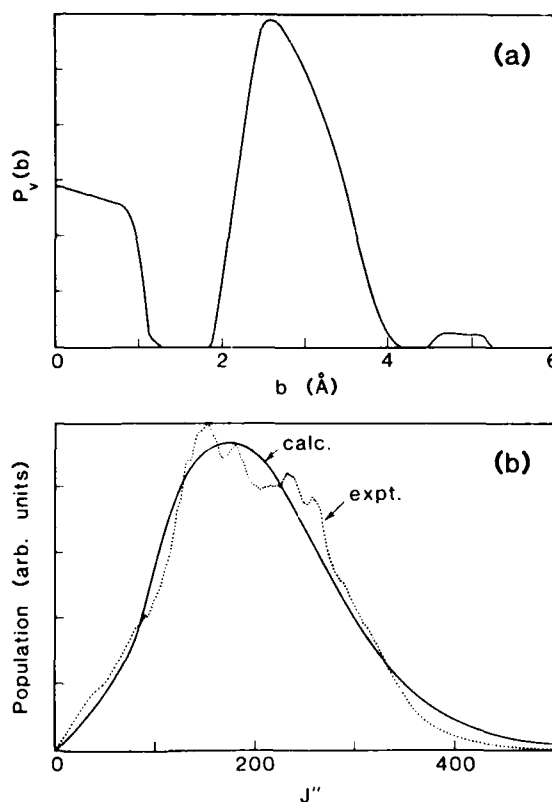 (a)
P_v(b)
0
2
4
6
b (Å)
(b)
calc.
expt.
Population (arb. units)
0
200
400
J''